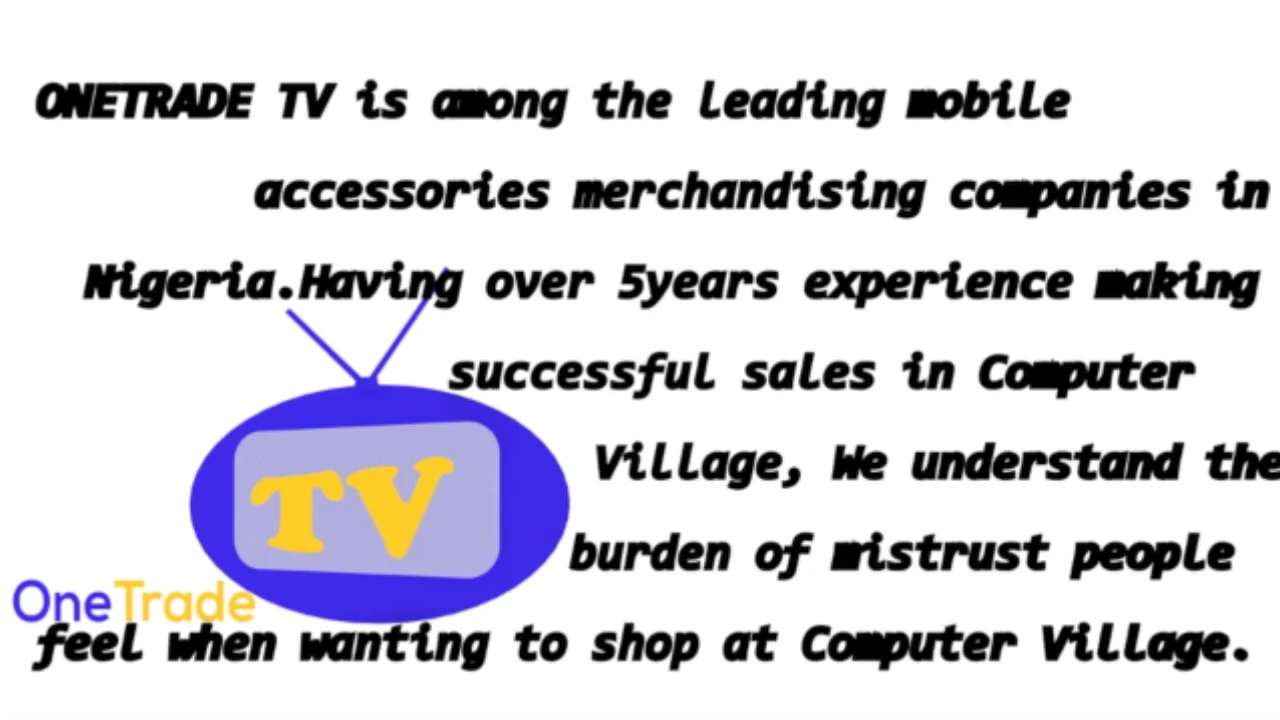 ONETRADE TV is among the leading mobile
accessories merchandising companies in
Nigeria.Having over 5years experience making
successful sales in Computer
Village, We understand the
burden of mistrust people
TV
OneTrade
feel when wanting to shop at Computer Village.